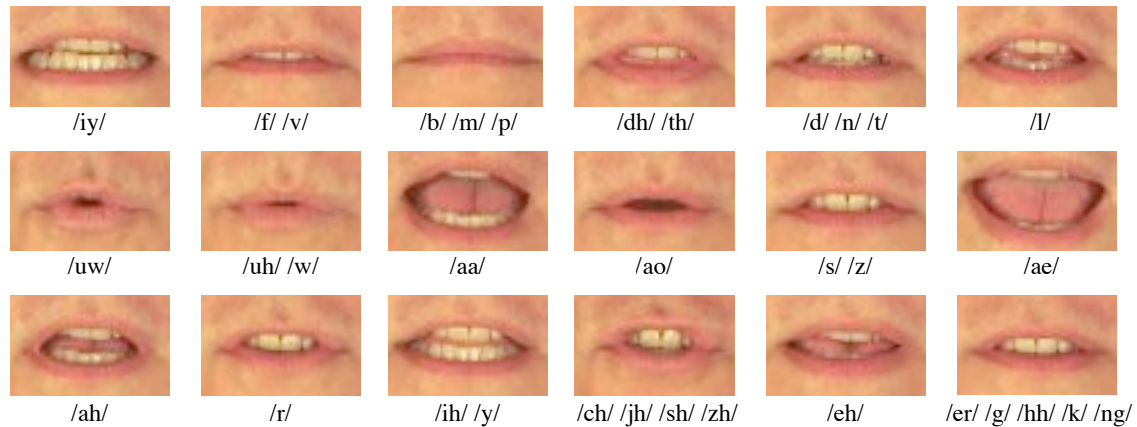 /iy/ /f/ /v/ /b/ /m/ /p/ /dh/ /th/ /d/ /n/ /t/ /l/
/uw/ /uh/ /w/ /aa/ /ao/ /s/ /z/ /ae/
/ah/ /r/ /ih/ /y/ /ch/ /jh/ /sh/ /zh/ /eh/ /er/ /g/ /hh/ /k/ /ng/